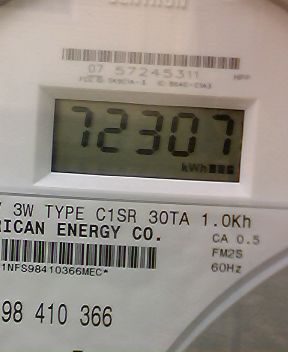 07 57245311
72307
kWh
3W TYPE C1SR 30TA 1.0Kh
RICAN ENERGY CO.
CA 0.5
FM2S
60Hz
1NFS98410366MEC*
98 410 366